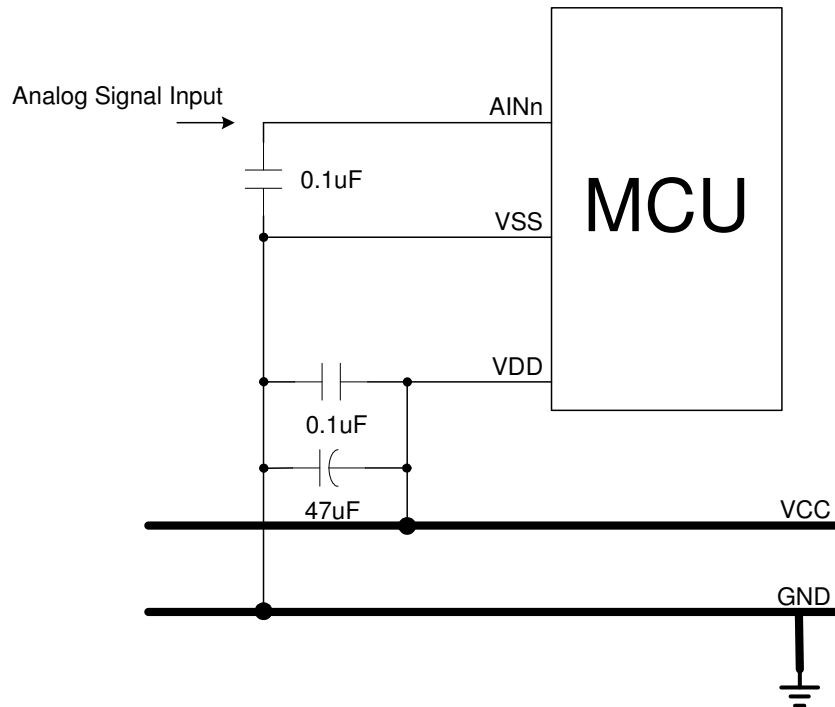 Analog Signal Input
AINn
0.1uF
MCU
VSS
VDD
0.1uF
47uF
VCC
GND